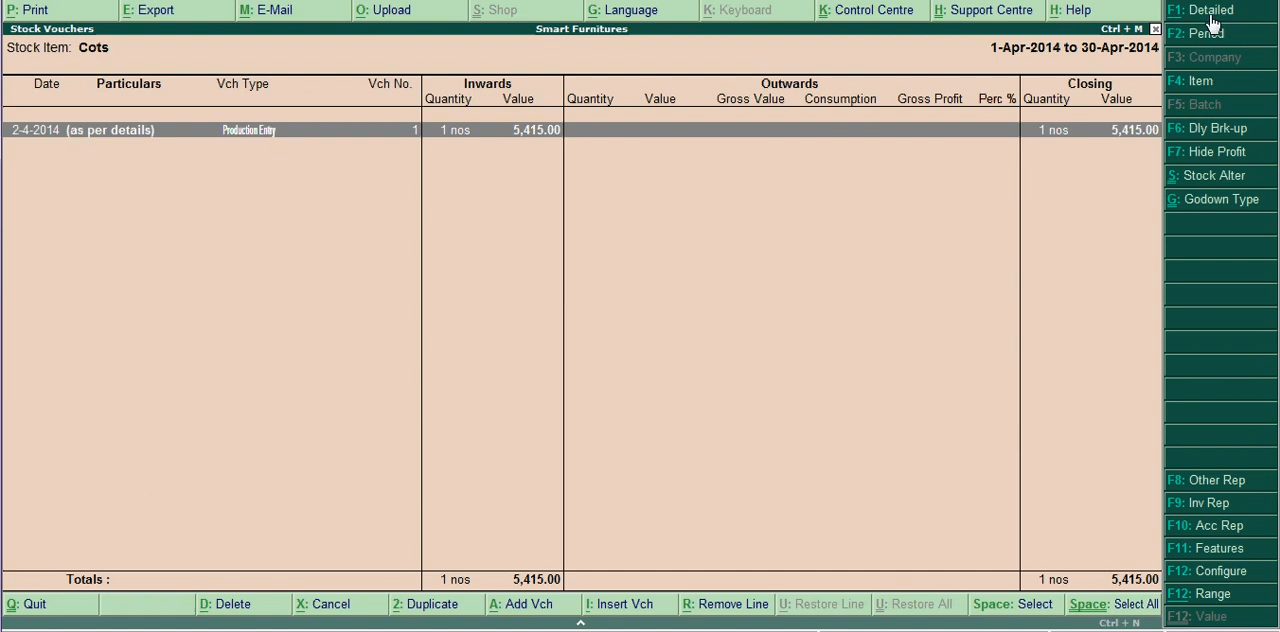 P: Print E: Export M: E-Mail O: Upload S: Shop G: Language K: Keyboard K: Control Centre H: Support Centre H: Help F1: Detailed
Stock Vouchers Smart Furnitures Ctrl + M
F2: Period
Stock Item: Cots 1-Apr-2014 to 30-Apr-2014
F3: Company
Date Particulars Vch Type Vch No. Inwards Outwards Closing F4: Item
Quantity Value Quantity Value Gross Value Consumption Gross Profit Perc % Quantity Value
F5: Batch
2-4-2014 (as per details) Production Entry 1 1 nos 5,415.00 1 nos 5,415.00 F6: Dly Brk-up
F7: Hide Profit
S: Stock Alter
G: Godown Type
F8: Other Rep
F9: Inv Rep
F10: Acc Rep
F11: Features
F12: Configure
Totals : 1 nos 5,415.00 1 nos 5,415.00
F12: Range
Q: Quit D: Delete X: Cancel 2: Duplicate A: Add Vch I: Insert Vch R: Remove Line U: Restore Line U: Restore All Space: Select Space: Select All
F12: Value
Ctrl + N